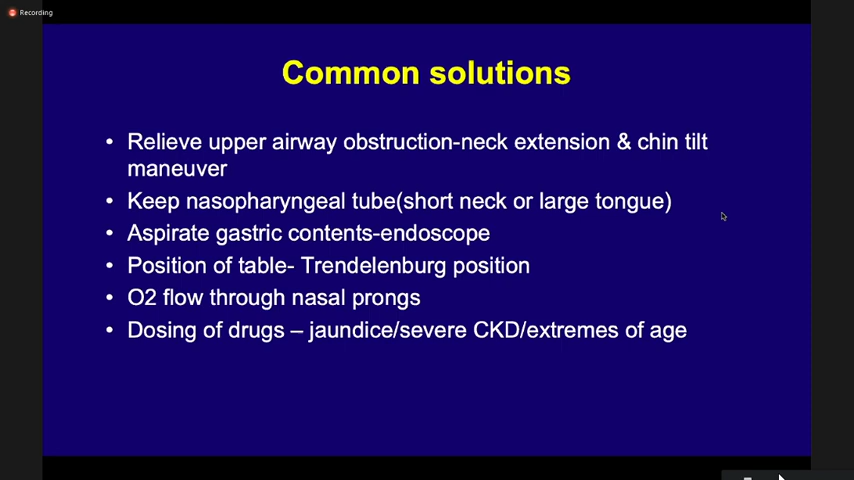 Recording
Common solutions
• Relieve upper airway obstruction-neck extension & chin tilt
maneuver
• Keep nasopharyngeal tube(short neck or large tongue)
• Aspirate gastric contents-endoscope
• Position of table- Trendelenburg position
• O2 flow through nasal prongs
• Dosing of drugs – jaundice/severe CKD/extremes of age